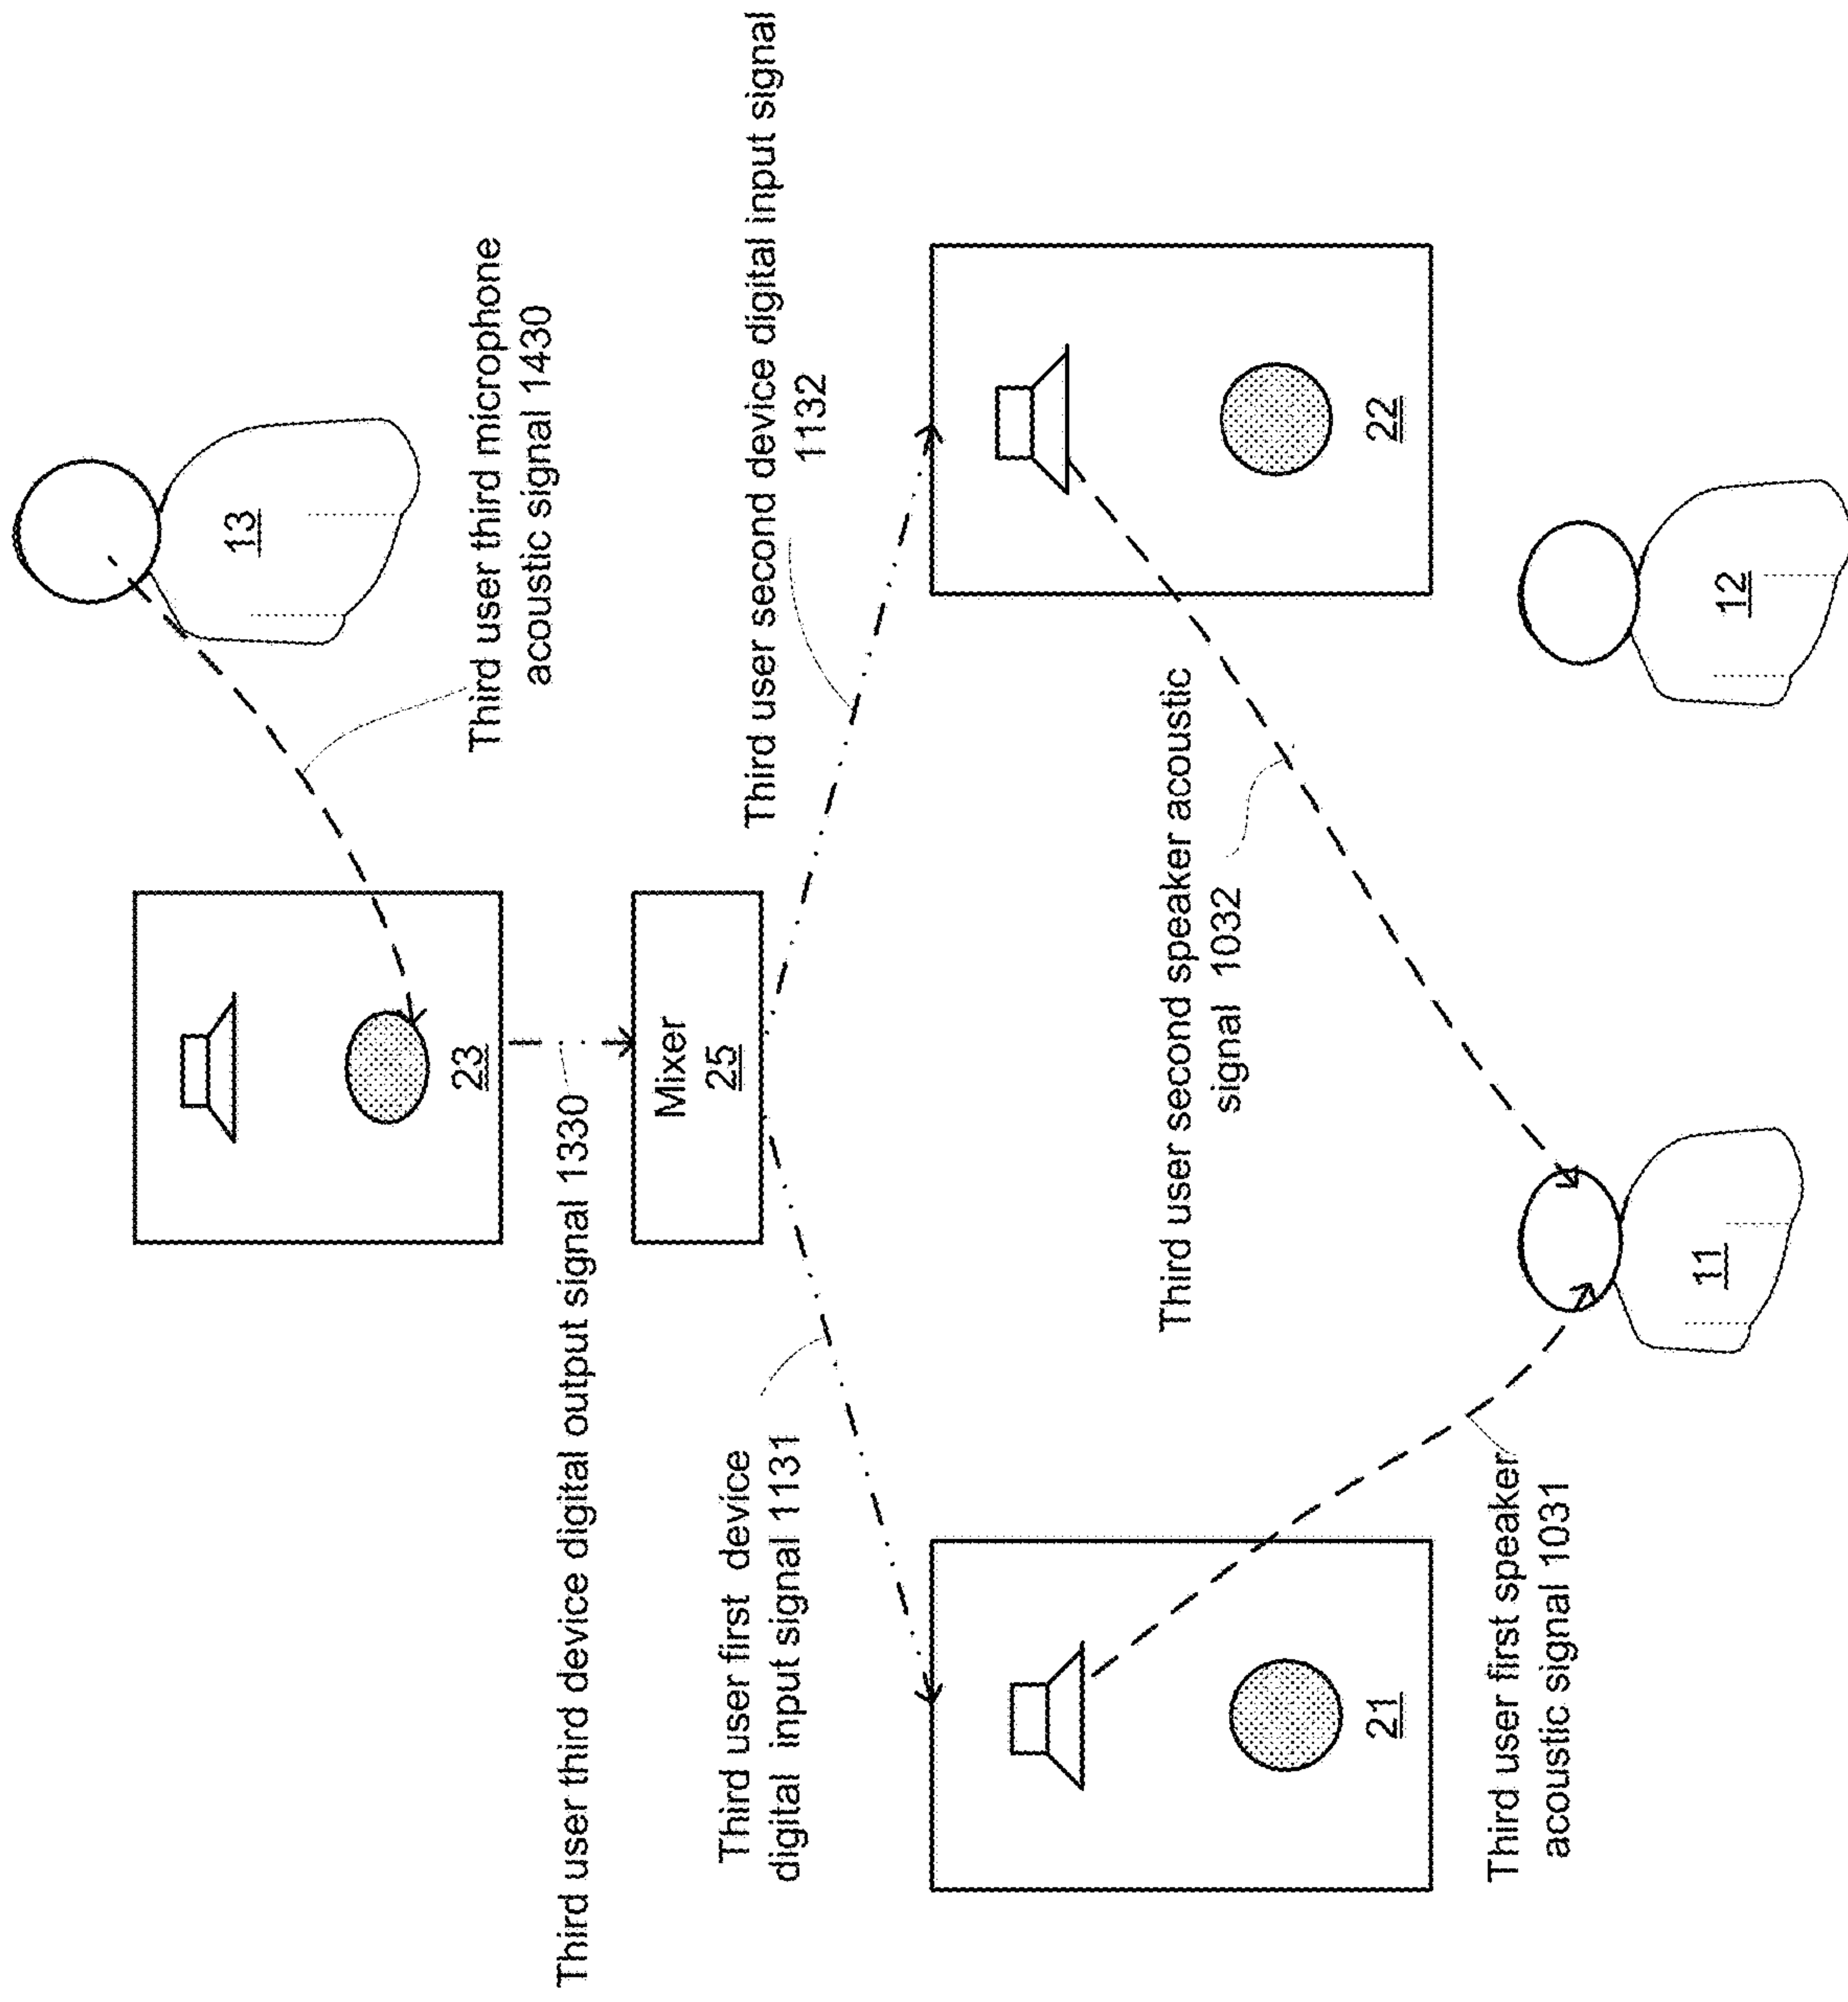 13
23
Third user third microphone
acoustic signal 1430
Third user third device digital output signal 1330
Mixer
25
Third user first device
digital input signal 1131
Third user second device digital input signal
1132
Third user second speaker acoustic
signal 1032
21
22
Third user first speaker
acoustic signal 1031
11
12